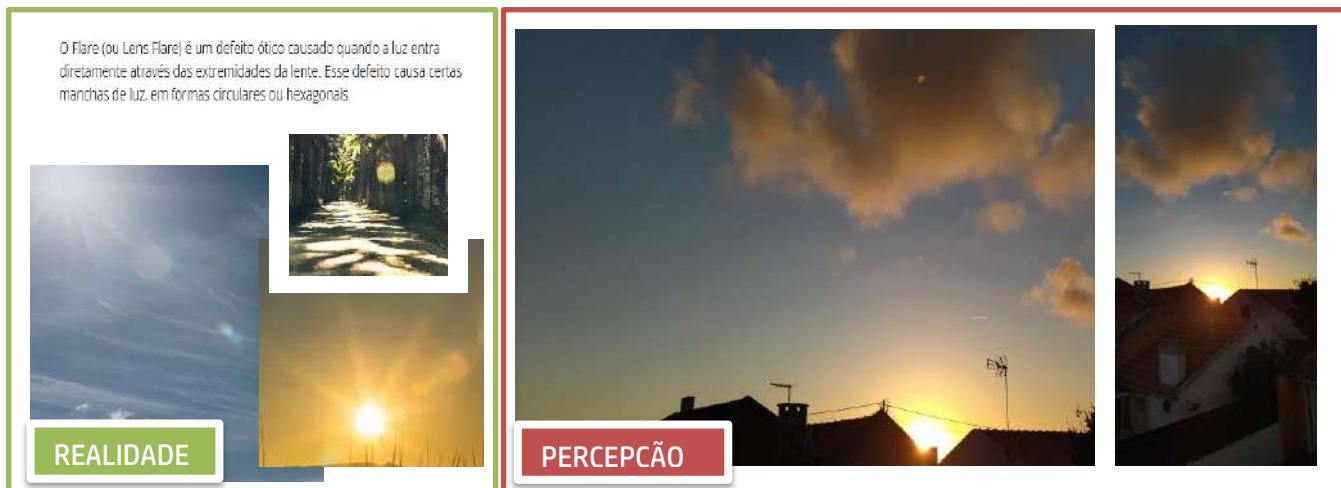 O Flare (ou Lens Flare) é um defeito ótico causado quando a luz entra
diretamente através das extremidades da lente. Esse defeito causa certas
manchas de luz, em formas circulares ou hexagonais.
REALIDADE
PERCEPCÃO